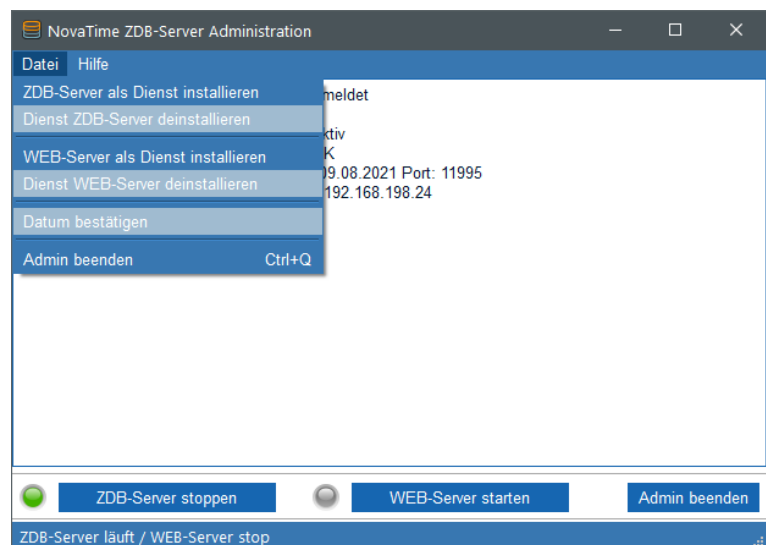 NovaTime ZDB-Server Administration
Datei Hilfe
ZDB-Server als Dienst installieren
meldet
Dienst ZDB-Server deinstallieren
ktiv
WEB-Server als Dienst installieren
K
09.08.2021 Port: 11995
Dienst WEB-Server deinstallieren
192.168.198.24
Datum bestätigen
Admin beenden Ctrl+Q
ZDB-Server stoppen WEB-Server starten Admin beenden
ZDB-Server läuft / WEB-Server stop